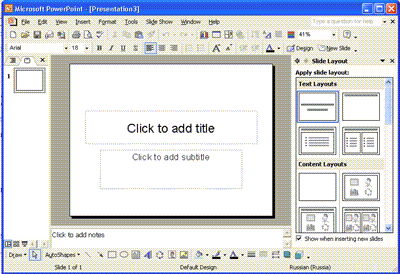 Microsoft PowerPoint - [Presentation3]
File Edit View Insert Format Tools Slide Show Window Help Type a question for help
41%
Arial 18 B I U S Design New Slide
Slide Layout
Apply slide layout:
Text Layouts
1
Click to add title
Click to add subtitle
Content Layouts
Click to add notes
Show when inserting new slides
Draw AutoShapes
Slide 1 of 1 Default Design Russian (Russia)